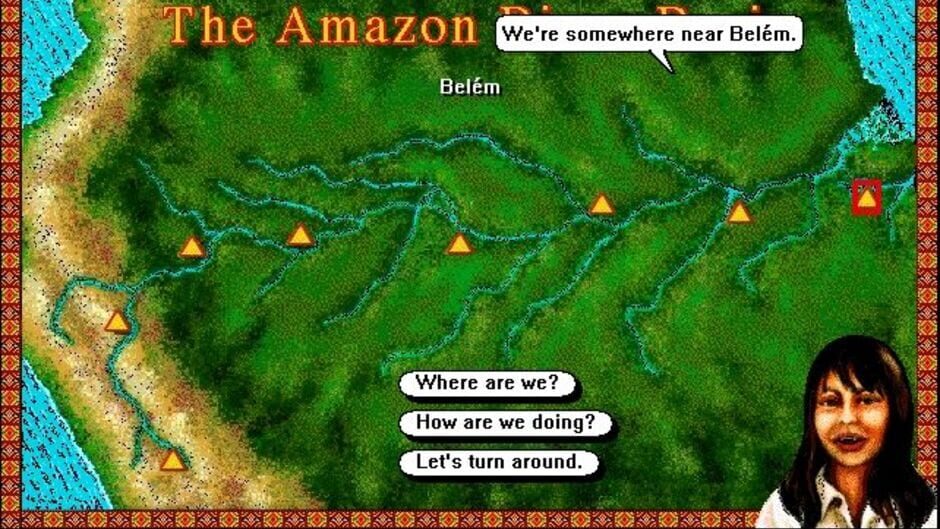 The Amazon
We're somewhere near Belém.
Belém
Where are we?
How are we doing?
Let's turn around.